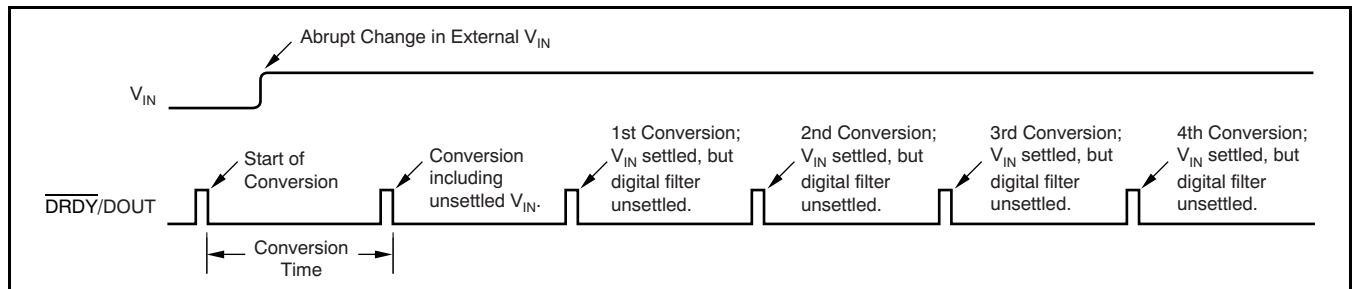 Abrupt Change in External V_IN
V_IN
Start of
Conversion
Conversion
including
unsettled V_IN.
1st Conversion;
V_IN settled, but
digital filter
unsettled.
2nd Conversion;
V_IN settled, but
digital filter
unsettled.
3rd Conversion;
V_IN settled, but
digital filter
unsettled.
4th Conversion;
V_IN settled, but
digital filter
unsettled.
D̅R̅D̅Y̅/DOUT
Conversion
Time